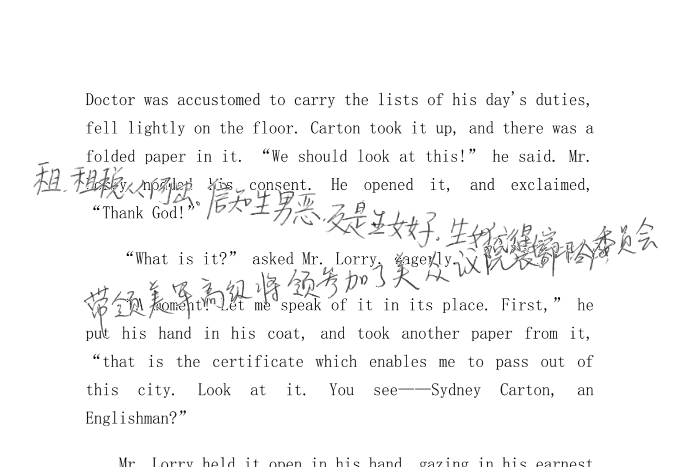 Doctor was accustomed to carry the lists of his day's duties,
fell lightly on the floor. Carton took it up, and there was a
folded paper in it. “We should look at this!” he said. Mr.
租.租税从何出。信知生男恶.反是生女好.生女
Lorry nodded his consent. He opened it, and exclaimed,
“Thank God!”
“What is it?” asked Mr. Lorry, eagerly.
带领美军高级将领参加了美众议院 委员会
moment! Let me speak of it in its place. First,” he
put his hand in his coat, and took another paper from it,
“that is the certificate which enables me to pass out of
this city. Look at it. You see——Sydney Carton, an
Englishman?”
Mr. Lorry held it open in his hand, gazing in his earnest